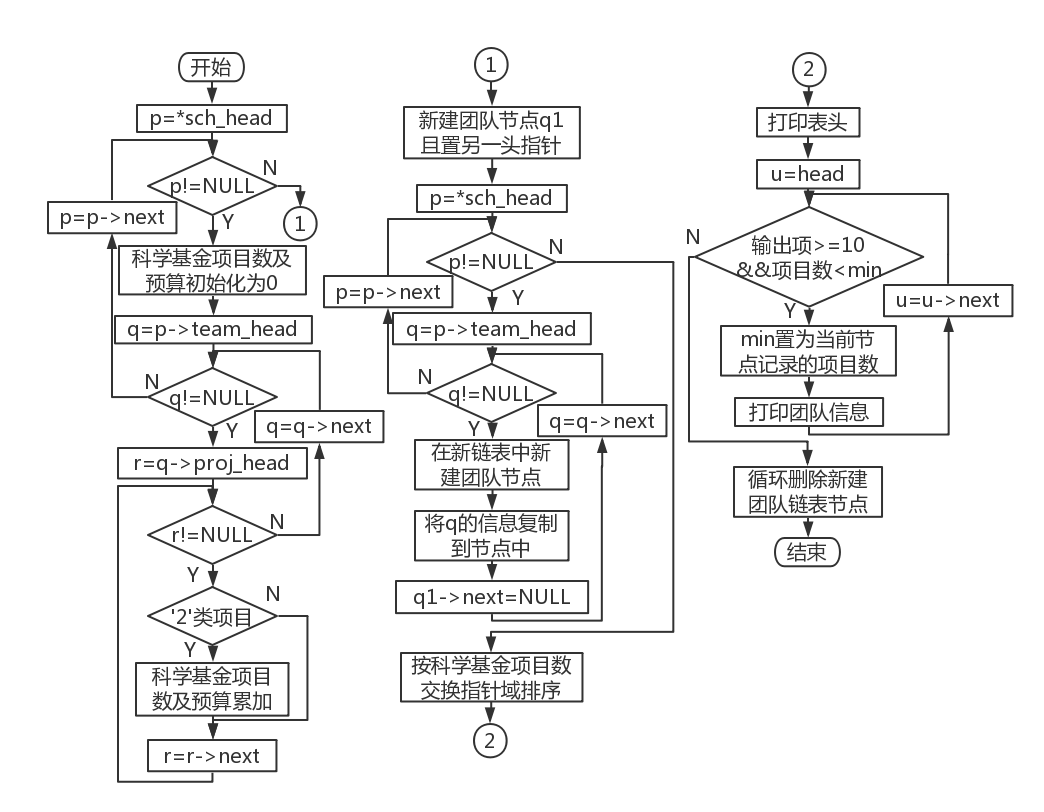 开始
p=*sch_head
p!=NULL
N
Y
1
p=p->next
科学基金项目数及
预算初始化为0
q=p->team_head
q!=NULL
N
Y
q=q->next
r=q->proj_head
r!=NULL
N
Y
'2'类项目
N
Y
科学基金项目
数及预算累加
r=r->next
1
新建团队节点q1
且置另一头指针
p=*sch_head
p!=NULL
N
Y
p=p->next
q=p->team_head
q!=NULL
N
Y
q=q->next
在新链表中新
建团队节点
将q的信息复制
到节点中
q1->next=NULL
按科学基金项目数
交换指针域排序
2
2
打印表头
u=head
N
输出项>=10
&&项目数<min
Y
u=u->next
min置为当前节
点记录的项目数
打印团队信息
循环删除新建
团队链表节点
结束